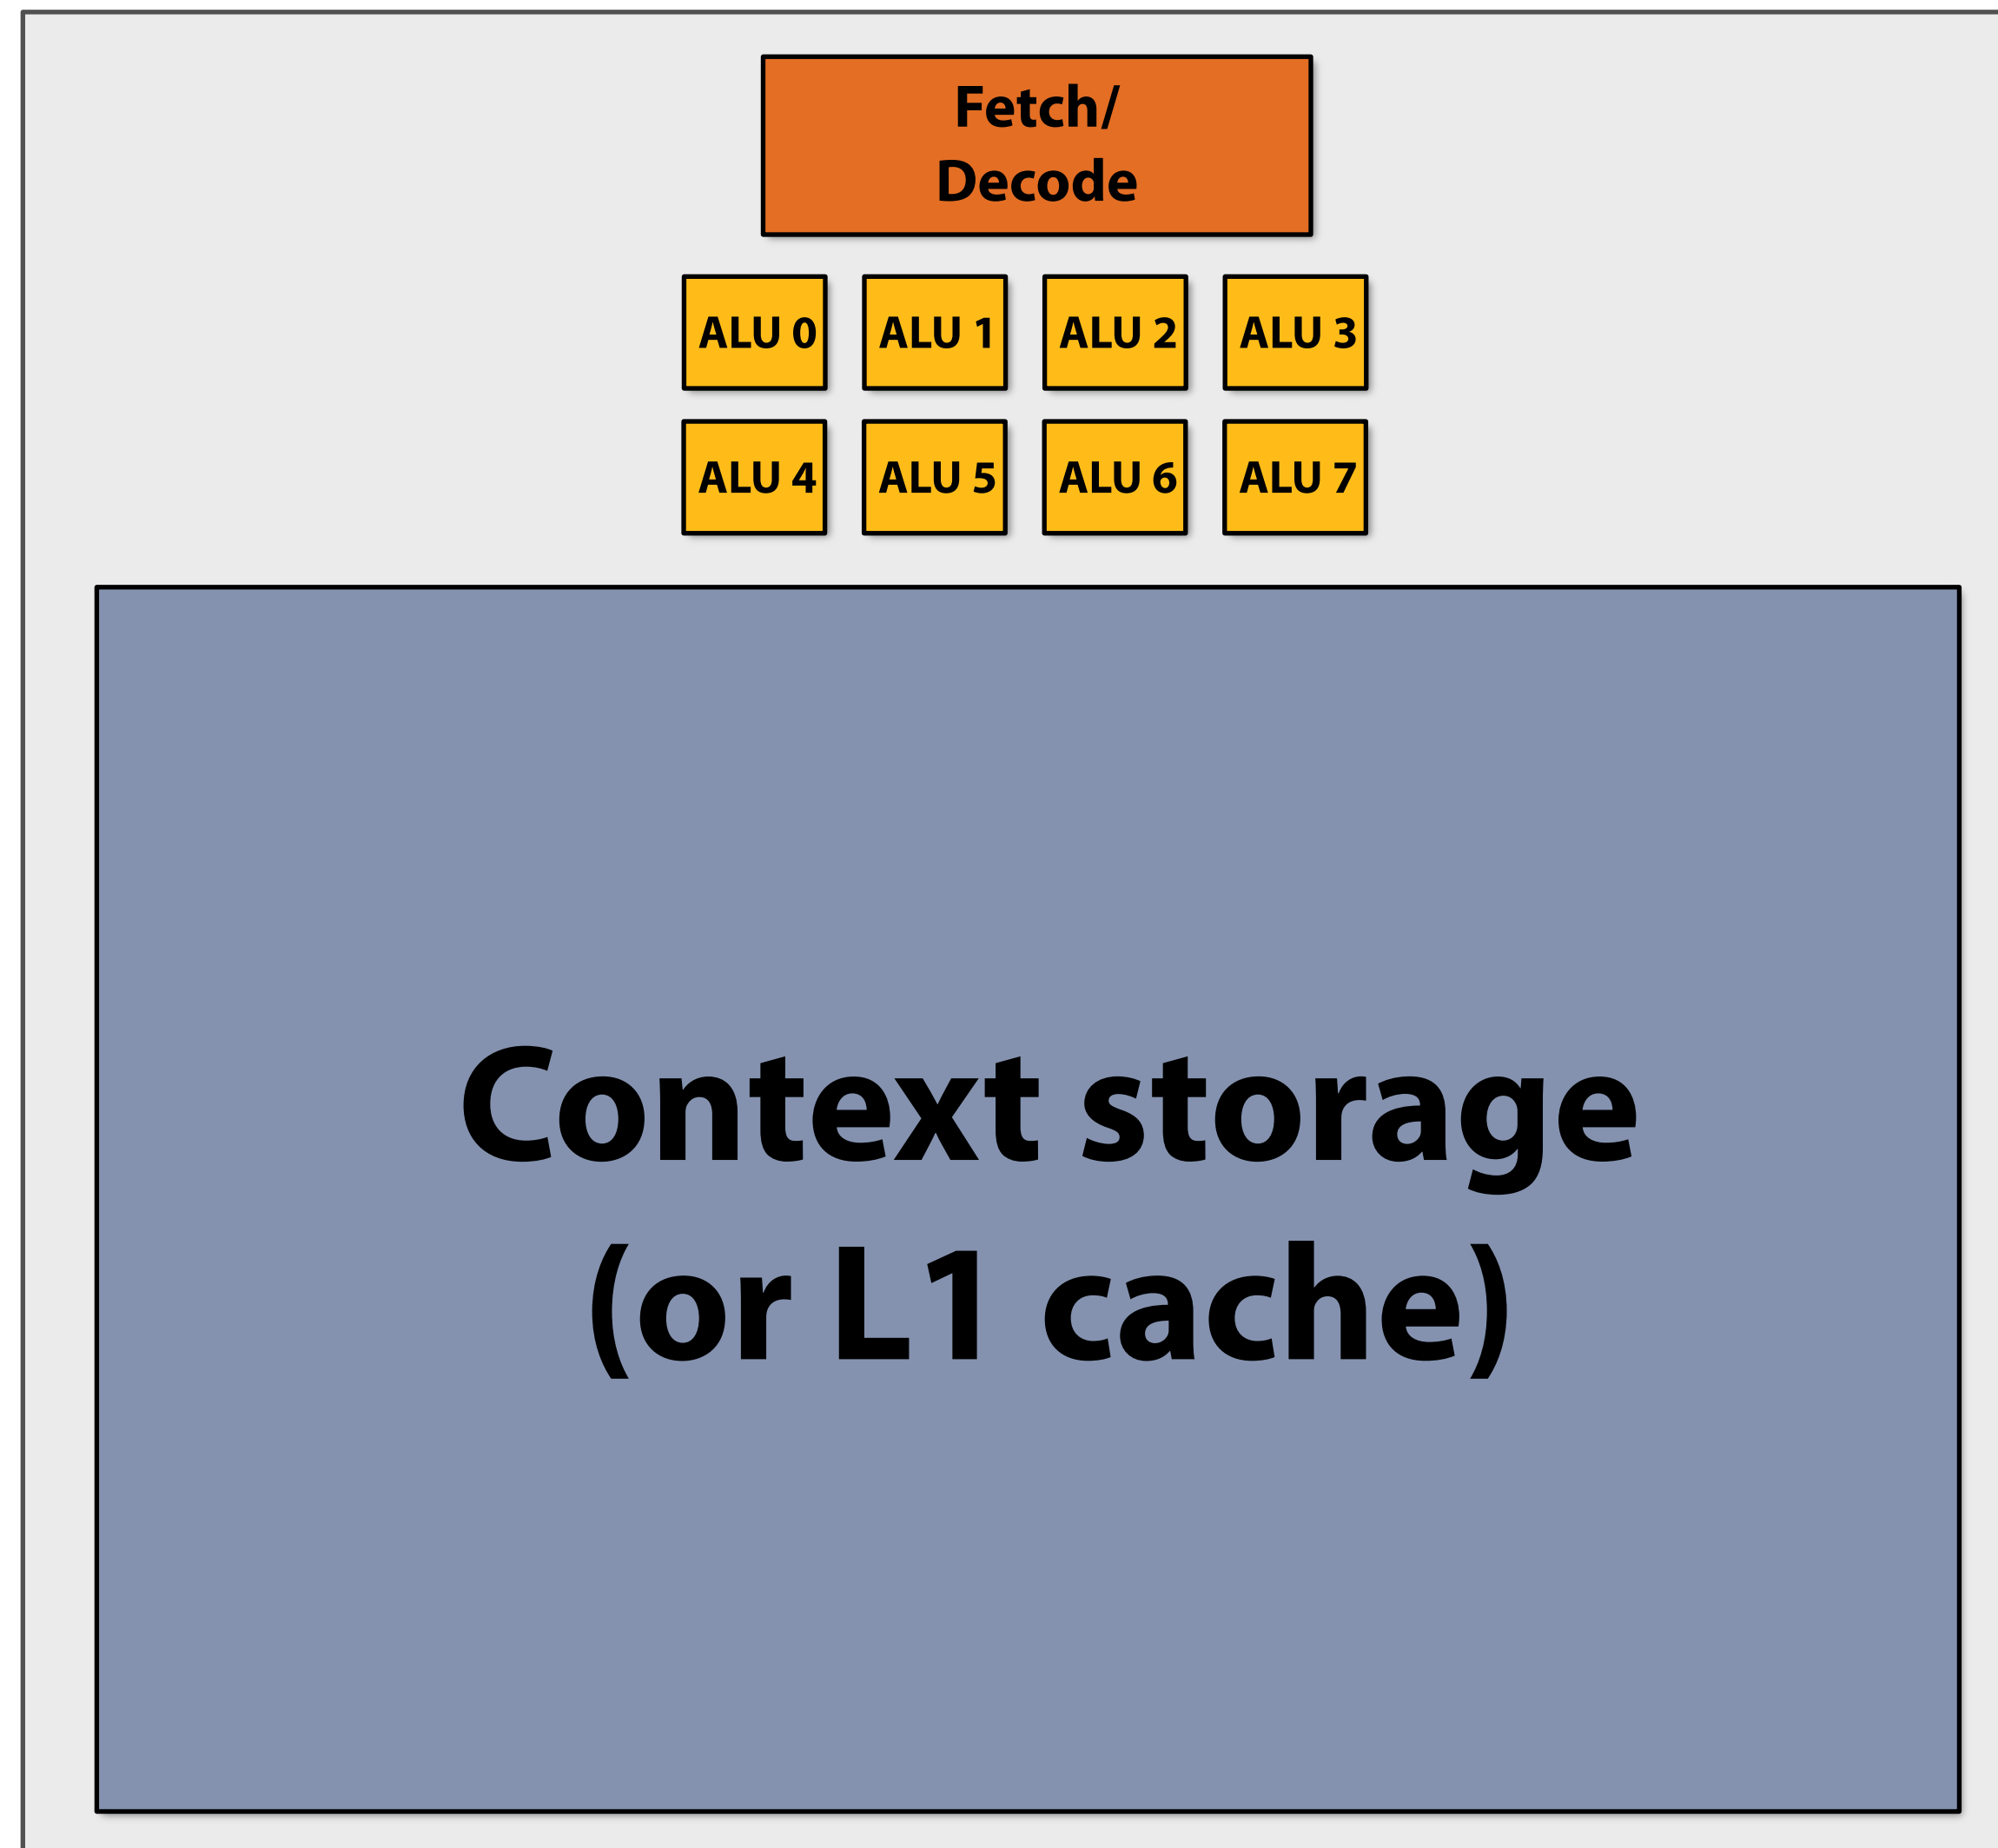 Fetch/
Decode
ALU 0 ALU 1 ALU 2 ALU 3
ALU 4 ALU 5 ALU 6 ALU 7
Context storage
(or L1 cache)